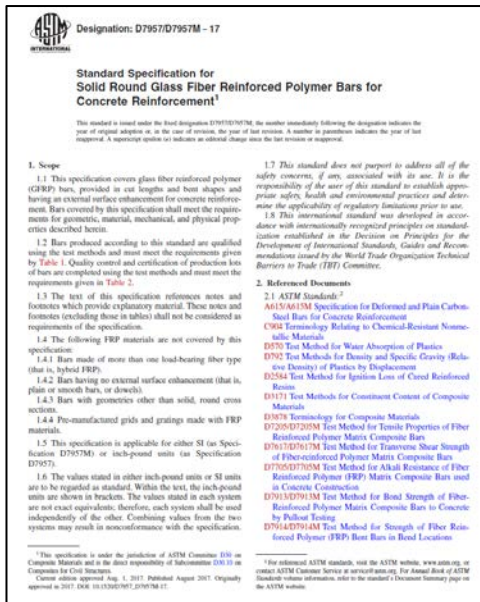 ASTM
INTERNATIONAL
Designation: D7957/D7957M – 17
Standard Specification for
Solid Round Glass Fiber Reinforced Polymer Bars for
Concrete Reinforcement¹
This standard is issued under the fixed designation D7957/D7957M; the number immediately following the designation indicates the
year of original adoption or, in the case of revision, the year of last revision. A number in parentheses indicates the year of last
reapproval. A superscript epsilon (ε) indicates an editorial change since the last revision or reapproval.
1. Scope
1.1 This specification covers glass fiber reinforced polymer
(GFRP) bars, provided in cut lengths and bent shapes and
having an external surface enhancement for concrete reinforce-
ment. Bars covered by this specification shall meet the require-
ments for geometric, material, mechanical, and physical prop-
erties described herein.
1.2 Bars produced according to this standard are qualified
using the test methods and must meet the requirements given
by Table 1. Quality control and certification of production lots
of bars are completed using the test methods and must meet the
requirements given in Table 2.
1.3 The text of this specification references notes and
footnotes which provide explanatory material. These notes and
footnotes (excluding those in tables) shall not be considered as
requirements of the specification.
1.4 The following FRP materials are not covered by this
specification:
1.4.1 Bars made of more than one load-bearing fiber type
(that is, hybrid FRP).
1.4.2 Bars having no external surface enhancement (that is,
plain or smooth bars, or dowels).
1.4.3 Bars with geometries other than solid, round cross
sections.
1.4.4 Pre-manufactured grids and gratings made with FRP
materials.
1.5 This specification is applicable for either SI (as Speci-
fication D7957M) or inch-pound units (as Specification
D7957).
1.6 The values stated in either inch-pound units or SI units
are to be regarded as standard. Within the text, the inch-pound
units are shown in brackets. The values stated in each system
are not exact equivalents; therefore, each system shall be used
independently of the other. Combining values from the two
systems may result in nonconformance with the specification.
¹ This specification is under the jurisdiction of ASTM Committee D30 on
Composite Materials and is the direct responsibility of Subcommittee D30.10 on
Composites for Civil Structures.
Current edition approved Aug. 1, 2017. Published August 2017. Originally
approved in 2017. DOI: 10.1520/D7957_D7957M-17.
1.7 This standard does not purport to address all of the
safety concerns, if any, associated with its use. It is the
responsibility of the user of this standard to establish appro-
priate safety, health and environmental practices and deter-
mine the applicability of regulatory limitations prior to use.
1.8 This international standard was developed in accor-
dance with internationally recognized principles on standard-
ization established in the Decision on Principles for the
Development of International Standards, Guides and Recom-
mendations issued by the World Trade Organization Technical
Barriers to Trade (TBT) Committee.
2. Referenced Documents
2.1 ASTM Standards:²
A615/A615M Specification for Deformed and Plain Carbon-
Steel Bars for Concrete Reinforcement
C904 Terminology Relating to Chemical-Resistant Nonme-
tallic Materials
D570 Test Method for Water Absorption of Plastics
D792 Test Methods for Density and Specific Gravity (Rela-
tive Density) of Plastics by Displacement
D2584 Test Method for Ignition Loss of Cured Reinforced
Resins
D3171 Test Methods for Constituent Content of Composite
Materials
D3878 Terminology for Composite Materials
D7205/D7205M Test Method for Tensile Properties of Fiber
Reinforced Polymer Matrix Composite Bars
D7617/D7617M Test Method for Transverse Shear Strength
of Fiber-reinforced Polymer Matrix Composite Bars
D7705/D7705M Test Method for Alkali Resistance of Fiber
Reinforced Polymer (FRP) Matrix Composite Bars used
in Concrete Construction
D7913/D7913M Test Method for Bond Strength of Fiber-
Reinforced Polymer Matrix Composite Bars to Concrete
by Pullout Testing
D7914/D7914M Test Method for Strength of Fiber Rein-
forced Polymer (FRP) Bent Bars in Bend Locations
² For referenced ASTM standards, visit the ASTM website, www.astm.org, or
contact ASTM Customer Service at service@astm.org. For Annual Book of ASTM
Standards volume information, refer to the standard's Document Summary page on
the ASTM website.